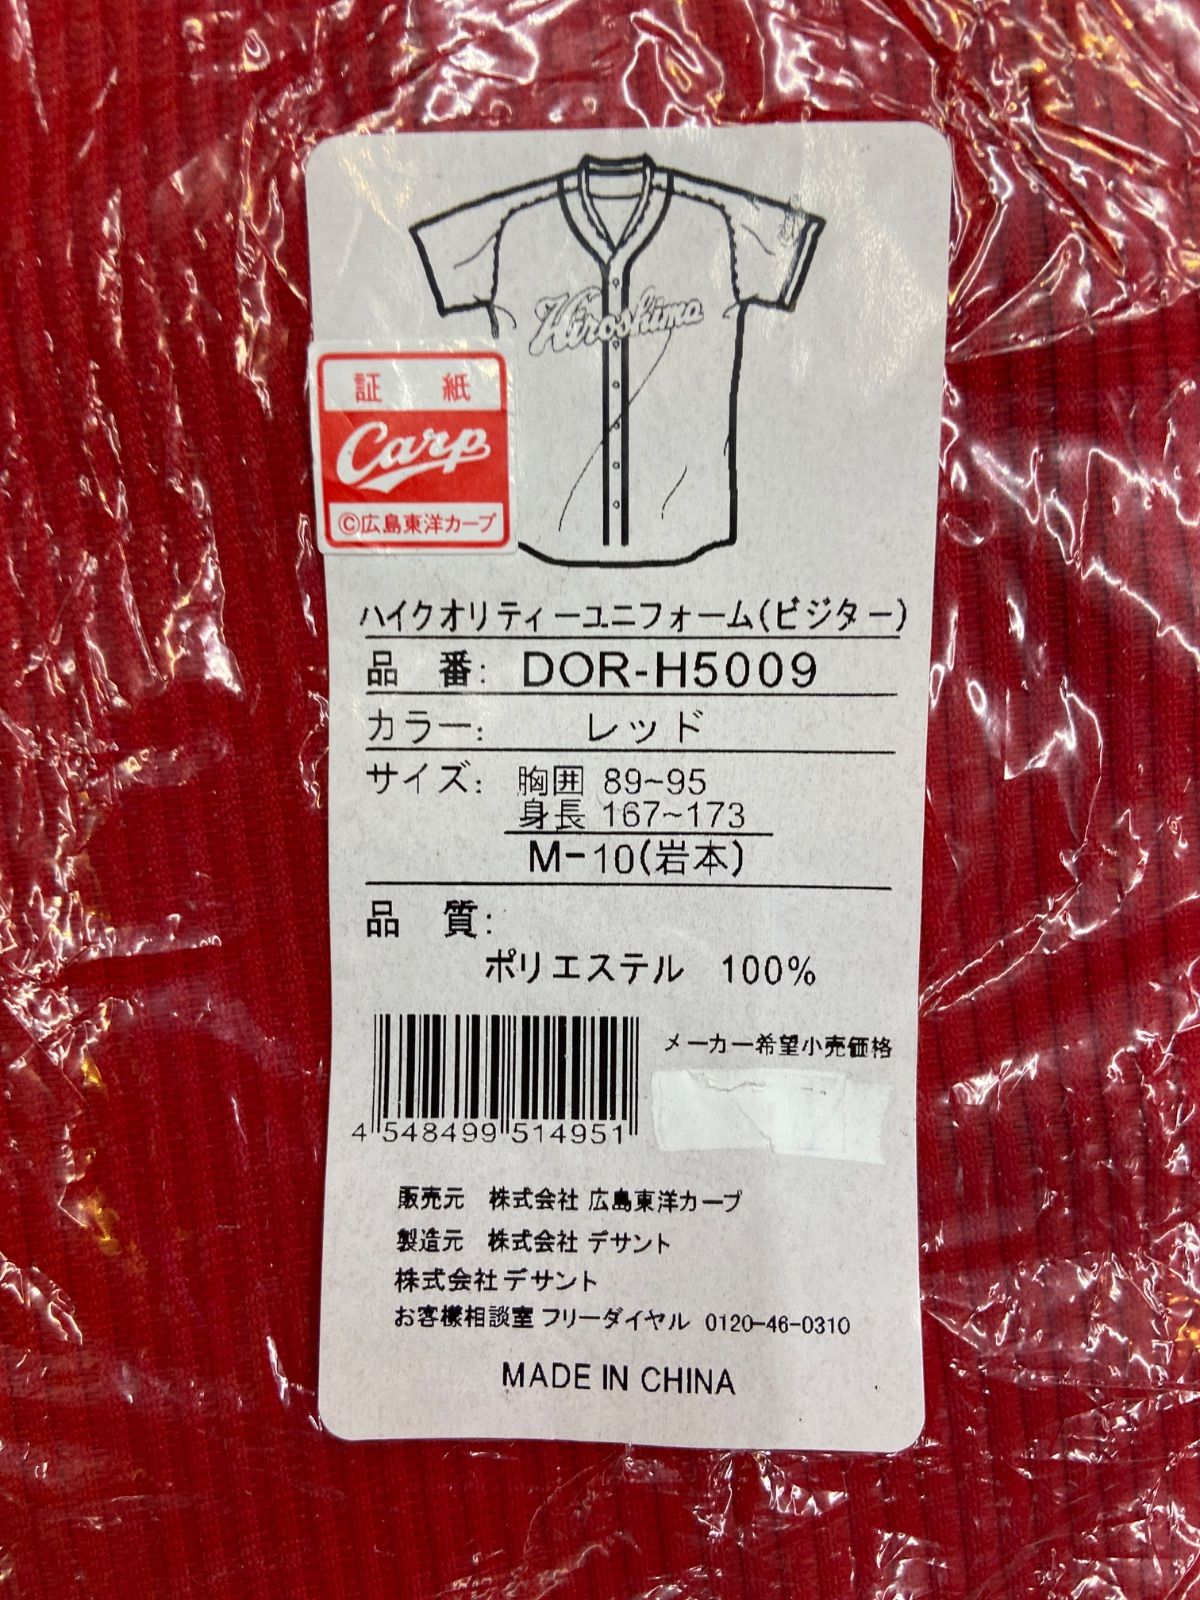 Hiroshima
証 紙
Carp
©広島東洋カープ
ハイクオリティーユニフォーム(ビジター)
品 番: DOR-H5009
カラー: レッド
サイズ: 胸囲 89~95
身長 167~173
M-10(岩本)
品 質:
ポリエステル 100%
メーカー希望小売価格
4 548499 514951
販売元 株式会社 広島東洋カープ
製造元 株式会社 デサント
株式会社 デサント
お客様相談室 フリーダイヤル 0120-46-0310
MADE IN CHINA